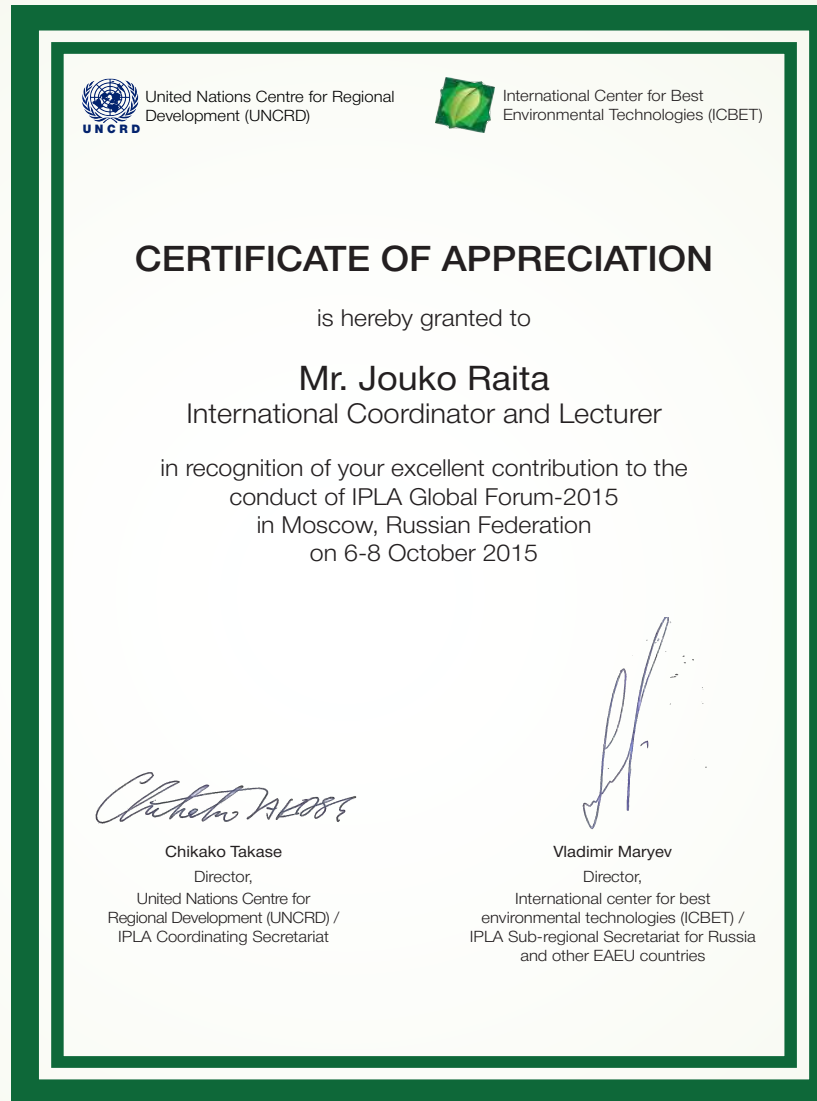 United Nations Centre for Regional
Development (UNCRD)
UNCRD
International Center for Best
Environmental Technologies (ICBET)
CERTIFICATE OF APPRECIATION
is hereby granted to
Mr. Jouko Raita
International Coordinator and Lecturer
in recognition of your excellent contribution to the
conduct of IPLA Global Forum-2015
in Moscow, Russian Federation
on 6-8 October 2015
Chikako Takase
Director,
United Nations Centre for
Regional Development (UNCRD) /
IPLA Coordinating Secretariat
Vladimir Maryev
Director,
International center for best
environmental technologies (ICBET) /
IPLA Sub-regional Secretariat for Russia
and other EAEU countries